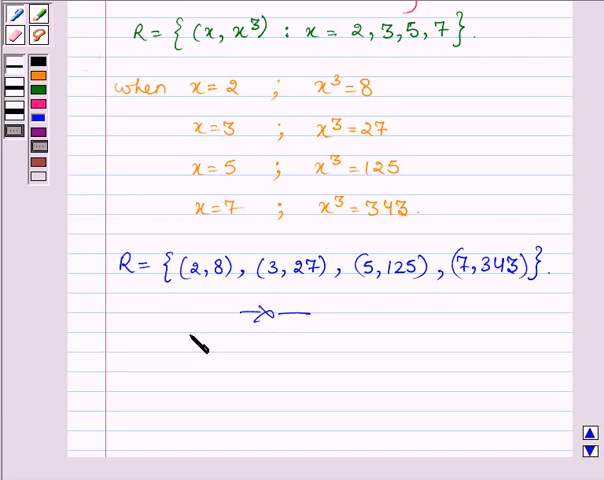 R = { (x, x³) : x = 2, 3, 5, 7 }.
when x = 2 ; x³ = 8
x = 3 ; x³ = 27
x = 5 ; x³ = 125
x = 7 ; x³ = 343.
R = { (2, 8), (3, 27), (5, 125), (7, 343) }.